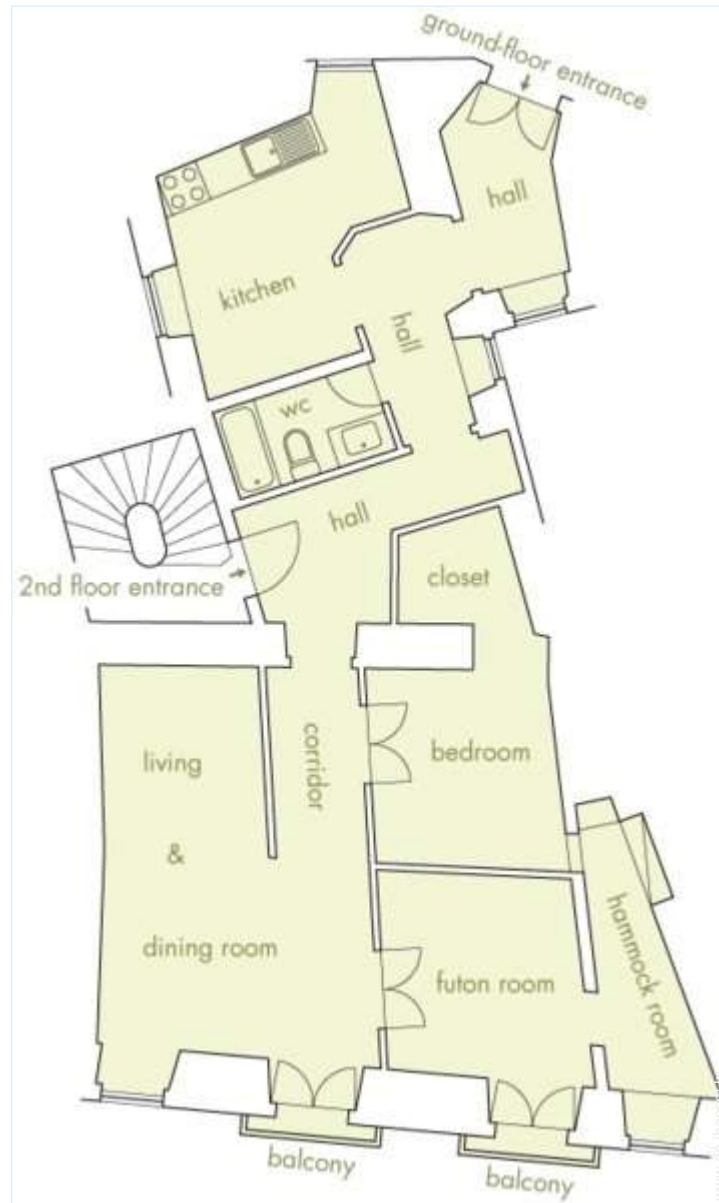 ground-floor entrance
hall
kitchen
hall
wc
hall
2nd floor entrance
closet
living
&
dining room
corridor
bedroom
futon room
hammock room
balcony
balcony